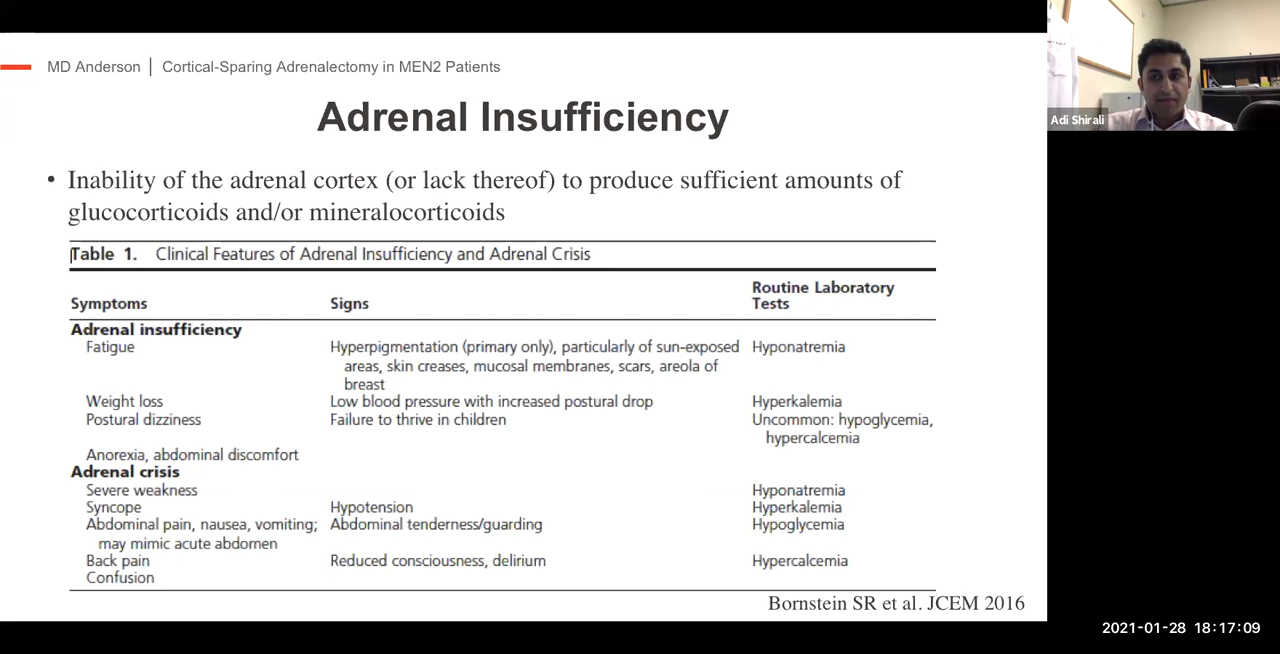 MD Anderson | Cortical-Sparing Adrenalectomy in MEN2 Patients
Adi Shirali
Adrenal Insufficiency
• Inability of the adrenal cortex (or lack thereof) to produce sufficient amounts of
glucocorticoids and/or mineralocorticoids
Table 1. Clinical Features of Adrenal Insufficiency and Adrenal Crisis
Routine Laboratory
Symptoms Signs Tests
Adrenal insufficiency
Fatigue Hyperpigmentation (primary only), particularly of sun-exposed Hyponatremia
areas, skin creases, mucosal membranes, scars, areola of
breast
Weight loss Low blood pressure with increased postural drop Hyperkalemia
Postural dizziness Failure to thrive in children Uncommon: hypoglycemia,
hypercalcemia
Anorexia, abdominal discomfort
Adrenal crisis
Severe weakness Hyponatremia
Syncope Hypotension Hyperkalemia
Abdominal pain, nausea, vomiting; Abdominal tenderness/guarding Hypoglycemia
may mimic acute abdomen
Back pain Reduced consciousness, delirium Hypercalcemia
Confusion
Bornstein SR et al. JCEM 2016
2021-01-28 18:17:09